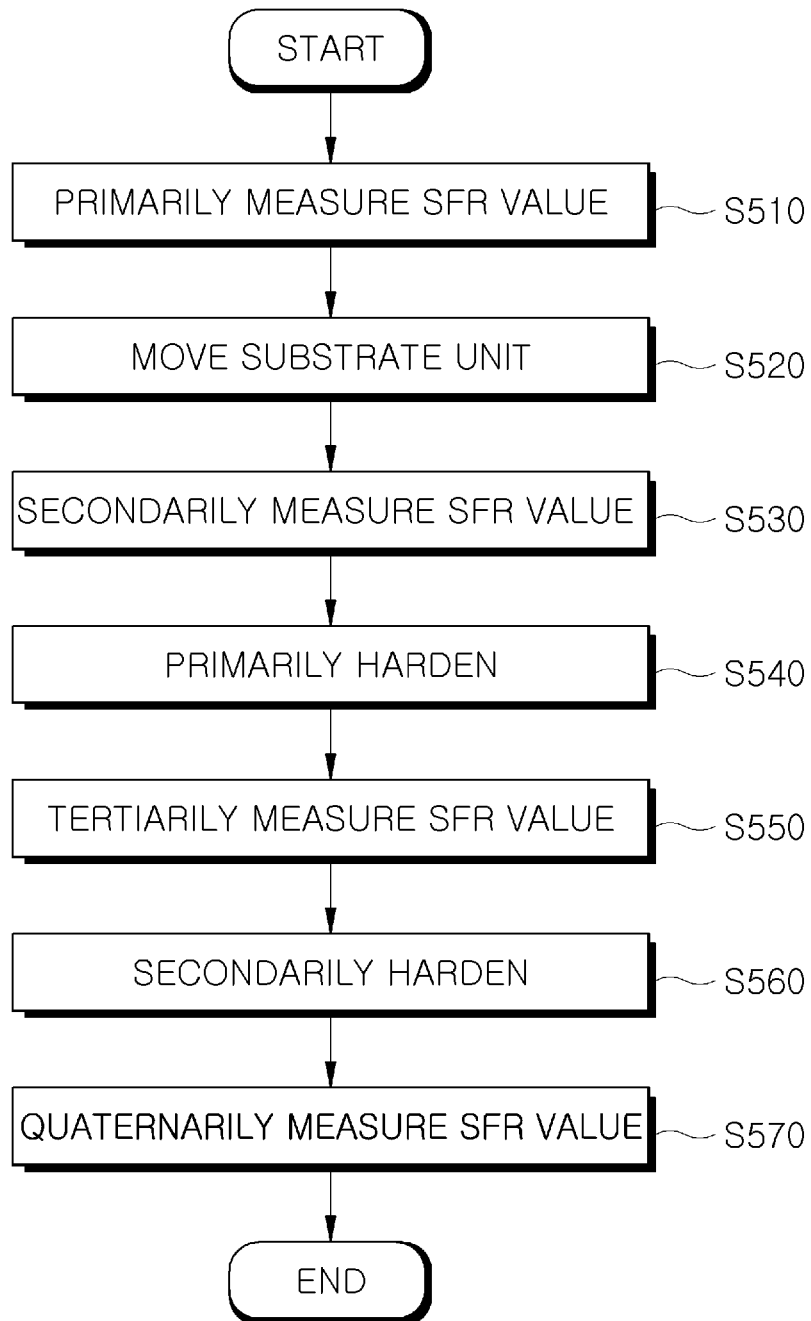 START
PRIMARILY MEASURE SFR VALUE
S510
MOVE SUBSTRATE UNIT
S520
SECONDARILY MEASURE SFR VALUE
S530
PRIMARILY HARDEN
S540
TERTIARILY MEASURE SFR VALUE
S550
SECONDARILY HARDEN
S560
QUATERNARILY MEASURE SFR VALUE
S570
END